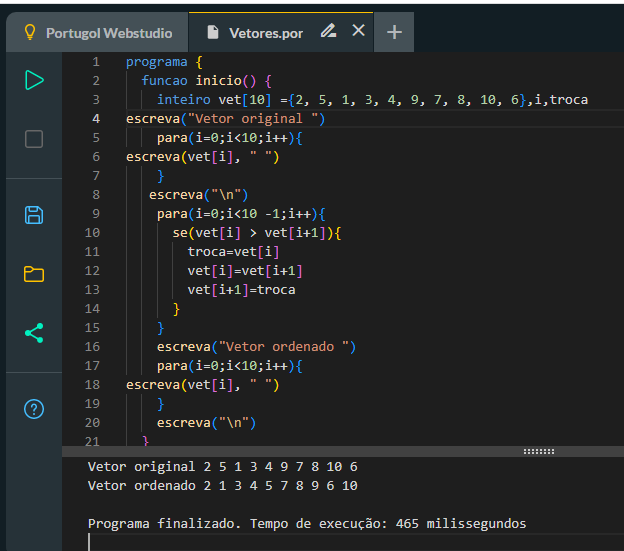 Portugol Webstudio Vetores.por
1 programa {
2 funcao inicio() {
3 inteiro vet[10] ={2, 5, 1, 3, 4, 9, 7, 8, 10, 6},i,troca
4 escreva("Vetor original ")
5 para(i=0;i<10;i++){
6 escreva(vet[i], " ")
7 }
8 escreva("\n")
9 para(i=0;i<10 -1;i++){
10 se(vet[i] > vet[i+1]){
11 troca=vet[i]
12 vet[i]=vet[i+1]
13 vet[i+1]=troca
14 }
15 }
16 escreva("Vetor ordenado ")
17 para(i=0;i<10;i++){
18 escreva(vet[i], " ")
19 }
20 escreva("\n")
21 }
Vetor original 2 5 1 3 4 9 7 8 10 6
Vetor ordenado 2 1 3 4 5 7 8 9 6 10
Programa finalizado. Tempo de execução: 465 milissegundos